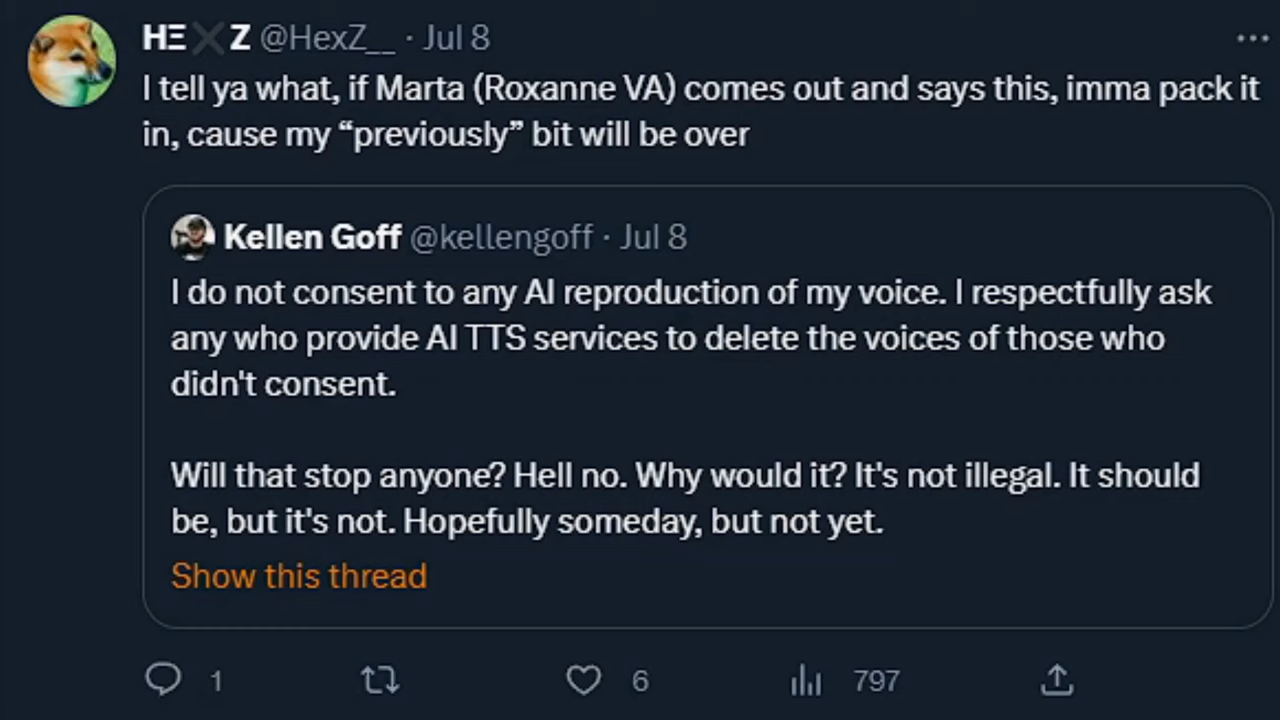 HEXZ @HexZ__ · Jul 8
I tell ya what, if Marta (Roxanne VA) comes out and says this, imma pack it
in, cause my “previously” bit will be over
Kellen Goff @kellengoff · Jul 8
I do not consent to any AI reproduction of my voice. I respectfully ask
any who provide AI TTS services to delete the voices of those who
didn't consent.
Will that stop anyone? Hell no. Why would it? It's not illegal. It should
be, but it's not. Hopefully someday, but not yet.
Show this thread
1 6 797